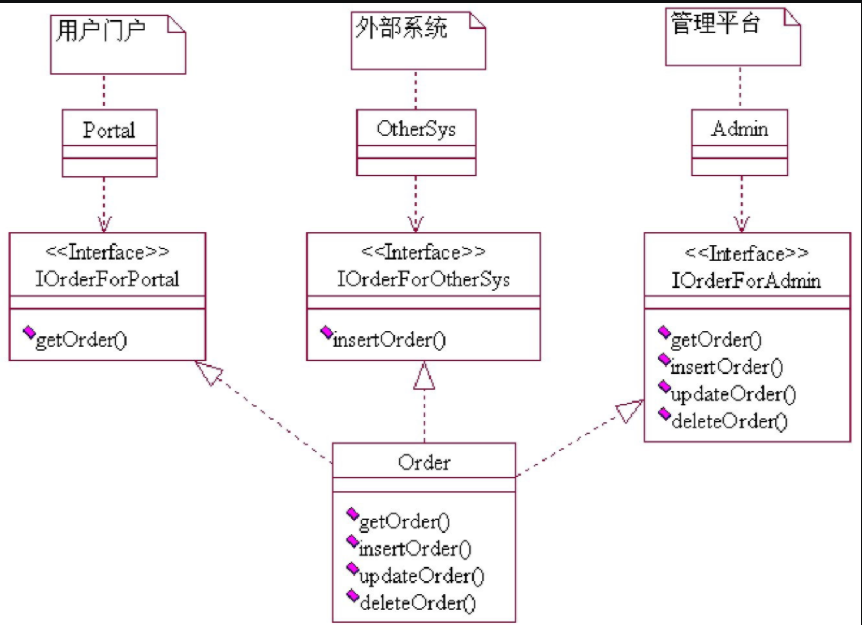 用户门户
外部系统
管理平台
Portal
OtherSys
Admin
<<Interface>>
IOrderForPortal
getOrder()
<<Interface>>
IOrderForOtherSys
insertOrder()
<<Interface>>
IOrderForAdmin
getOrder()
insertOrder()
updateOrder()
deleteOrder()
Order
getOrder()
insertOrder()
updateOrder()
deleteOrder()